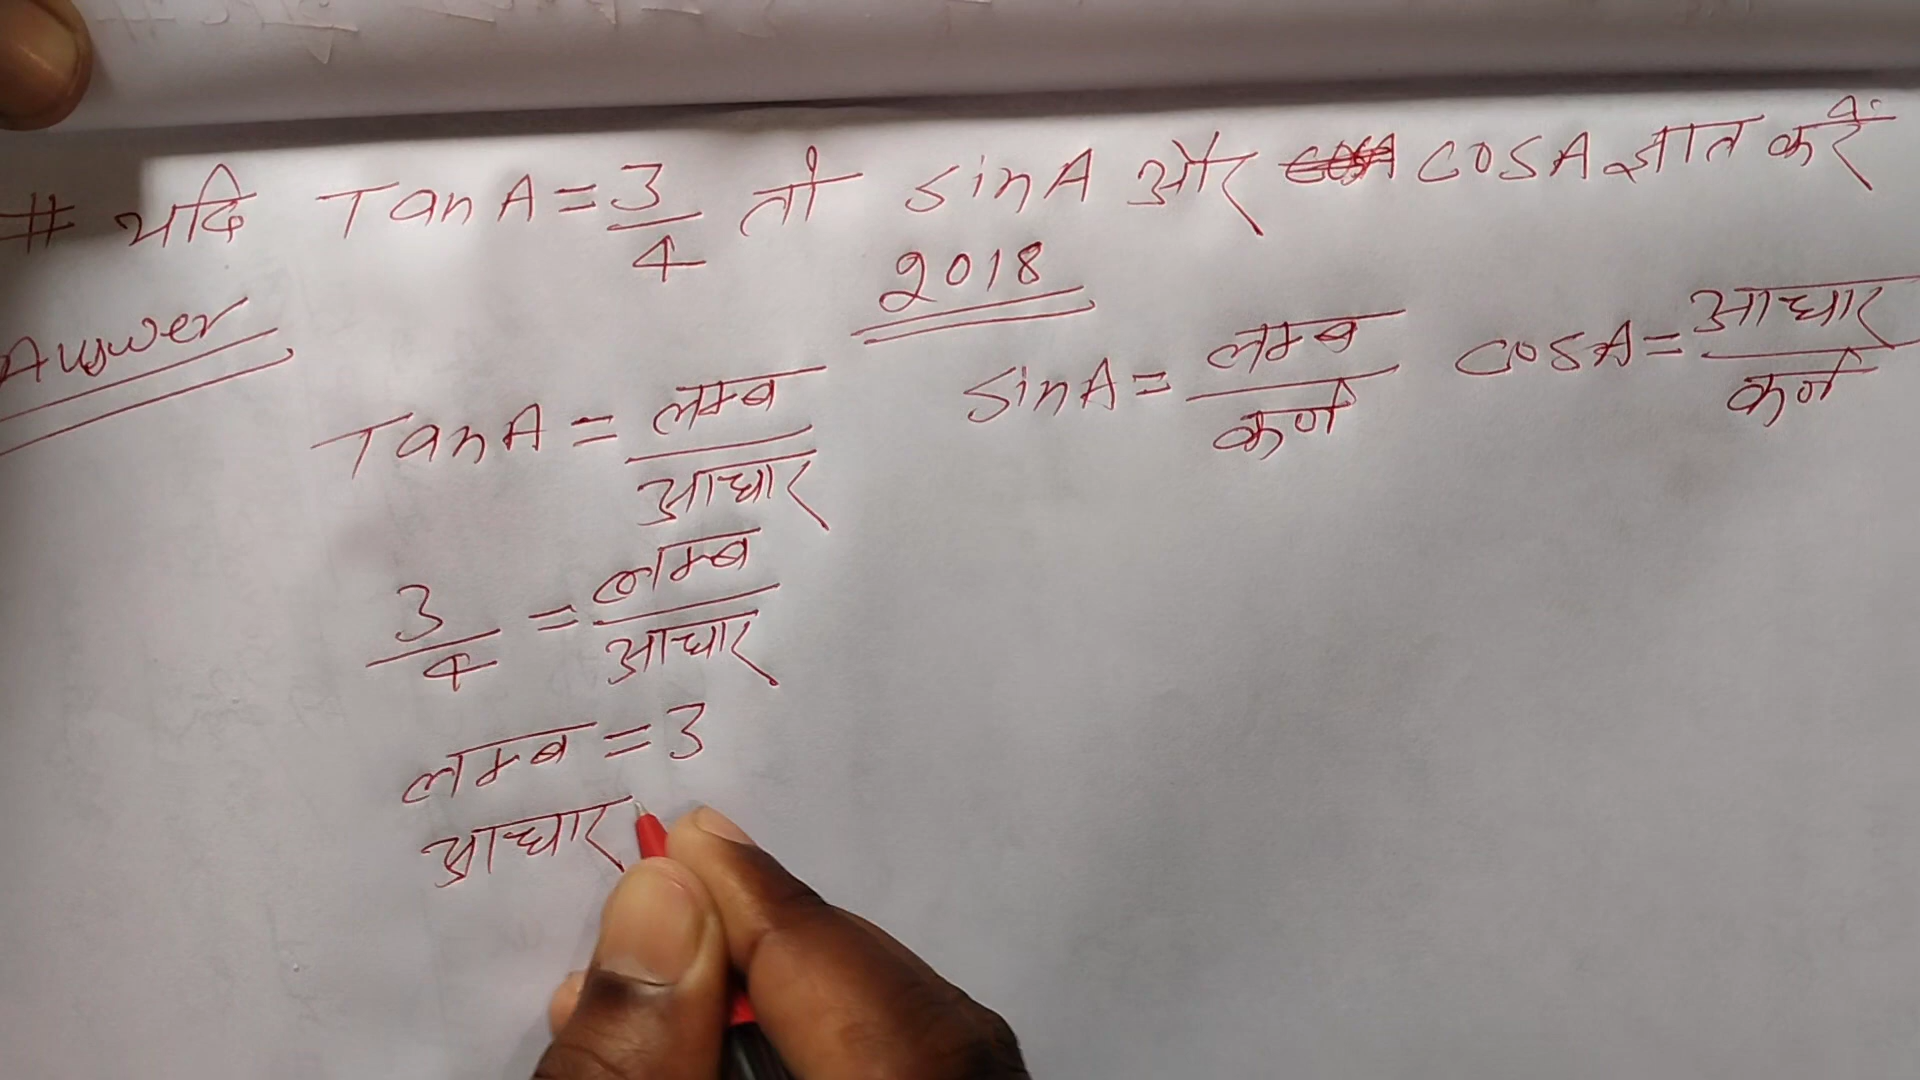 # यदि Tan A = 3/4 तो sin A और cos A cos A ज्ञात करें
2018
Answer
Tan A = लम्ब/आधार
sin A = लम्ब/कर्ण
cos A = आधार/कर्ण
3/4 = लम्ब/आधार
लम्ब = 3
आधार